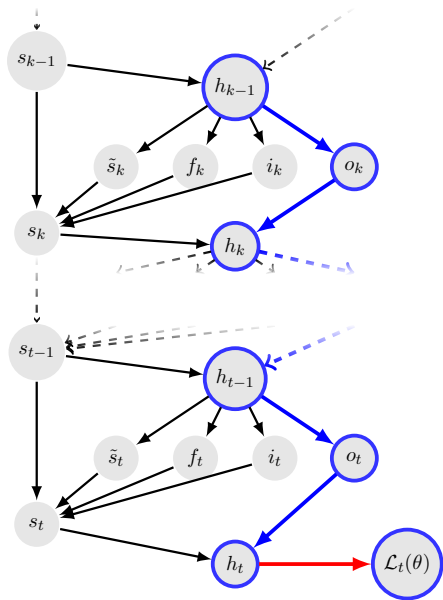 s_{k−1}
h_{k−1}
s̃_k f_k i_k o_k
s_k
h_k
s_{t−1}
h_{t−1}
s̃_t f_t i_t o_t
s_t
h_t ℒ_t(θ)